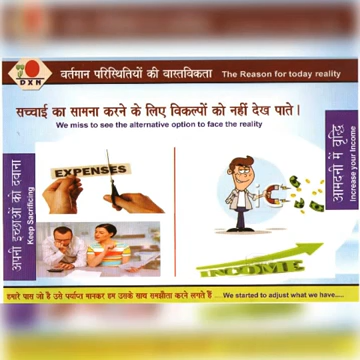 DXN
वर्तमान परिस्थितियों की वास्तविकता The Reason for today reality
सच्चाई का सामना करने के लिए विकल्पों को नहीं देख पाते।
We miss to see the alternative option to face the reality
अपनी इच्छाओं को दबाना
Keep Sacrificing
EXPENSES
आमदनी में वृद्धि
Increase your Income
INCOME
हमारे पास जो है उसे पर्याप्त मानकर हम उसके साथ समझौता करने लगते हैं .... We started to adjust what we have.....